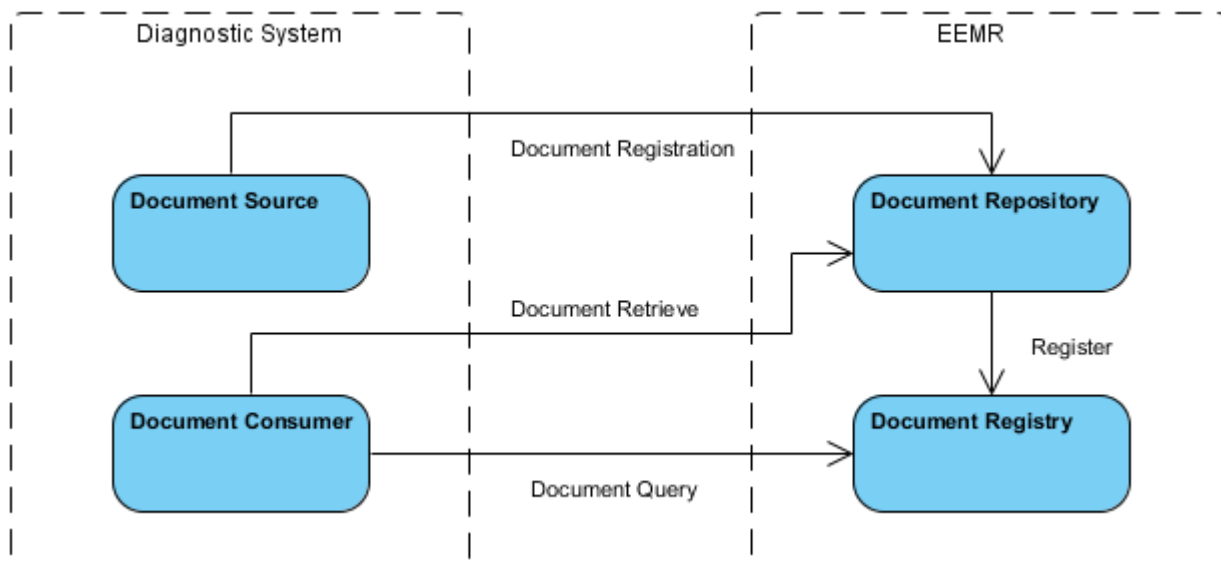 Diagnostic System
EEMR
Document Registration
Document Source
Document Repository
Document Retrieve
Register
Document Consumer
Document Registry
Document Query